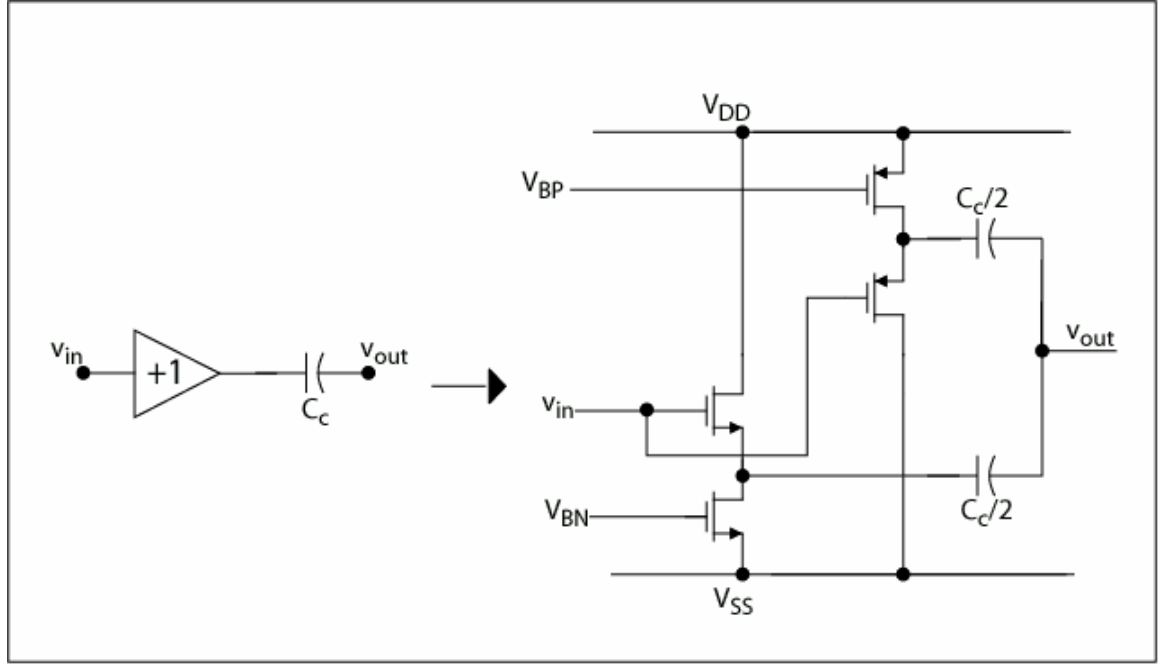 v_in
+1
C_c
v_out
V_DD
V_BP
C_c/2
v_out
v_in
V_BN
C_c/2
V_SS